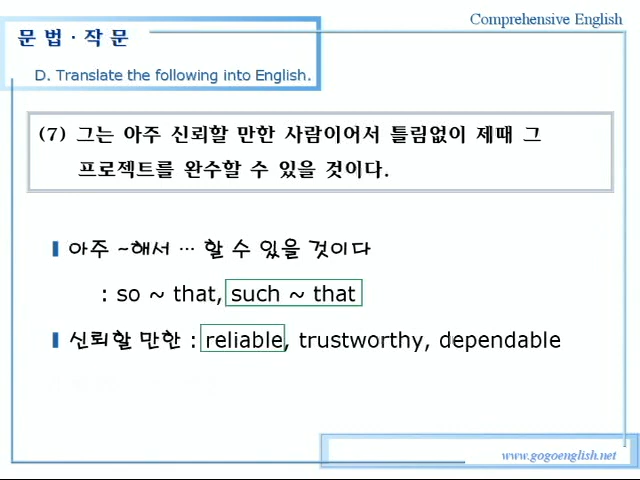 Comprehensive English
문법·작문
D. Translate the following into English.
(7) 그는 아주 신뢰할 만한 사람이어서 틀림없이 제때 그
프로젝트를 완수할 수 있을 것이다.
아주 ~해서 … 할 수 있을 것이다
: so ~ that, such ~ that
신뢰할 만한 : reliable, trustworthy, dependable
www.gogoenglish.net